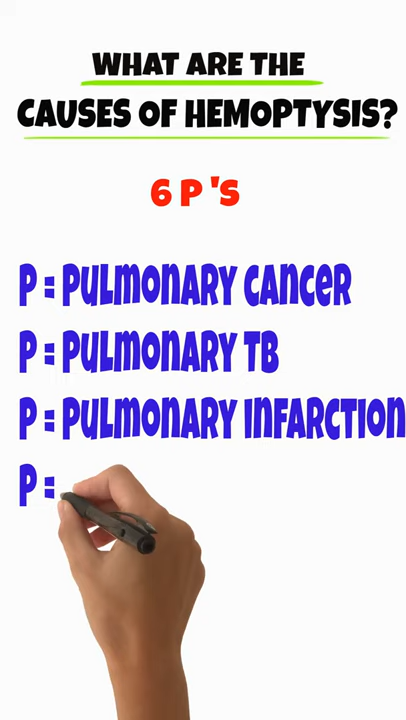 WHAT ARE THE
CAUSES OF HEMOPTYSIS?
6 P'S
P = PULMONARY CANCER
P = PULMONARY TB
P = PULMONARY INFARCTION
P =